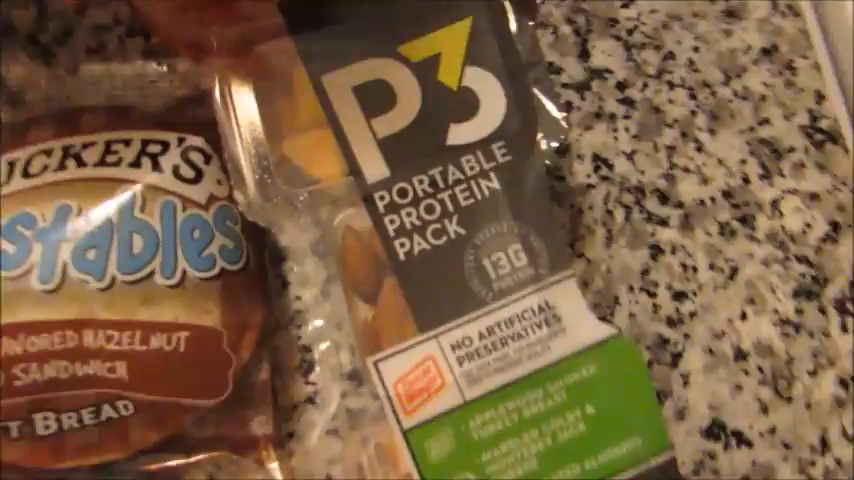 UCKER'S
stables
AVORED HAZELNUT
SANDWICH
T BREAD
P3
PORTABLE
PROTEIN
PACK
13G
PROTEIN
NO ARTIFICIAL
PRESERVATIVES
APPLEWOOD SMOKED
TURKEY BREAST
MARBLED COLBY &
MONTEREY JACK
ALMONDS